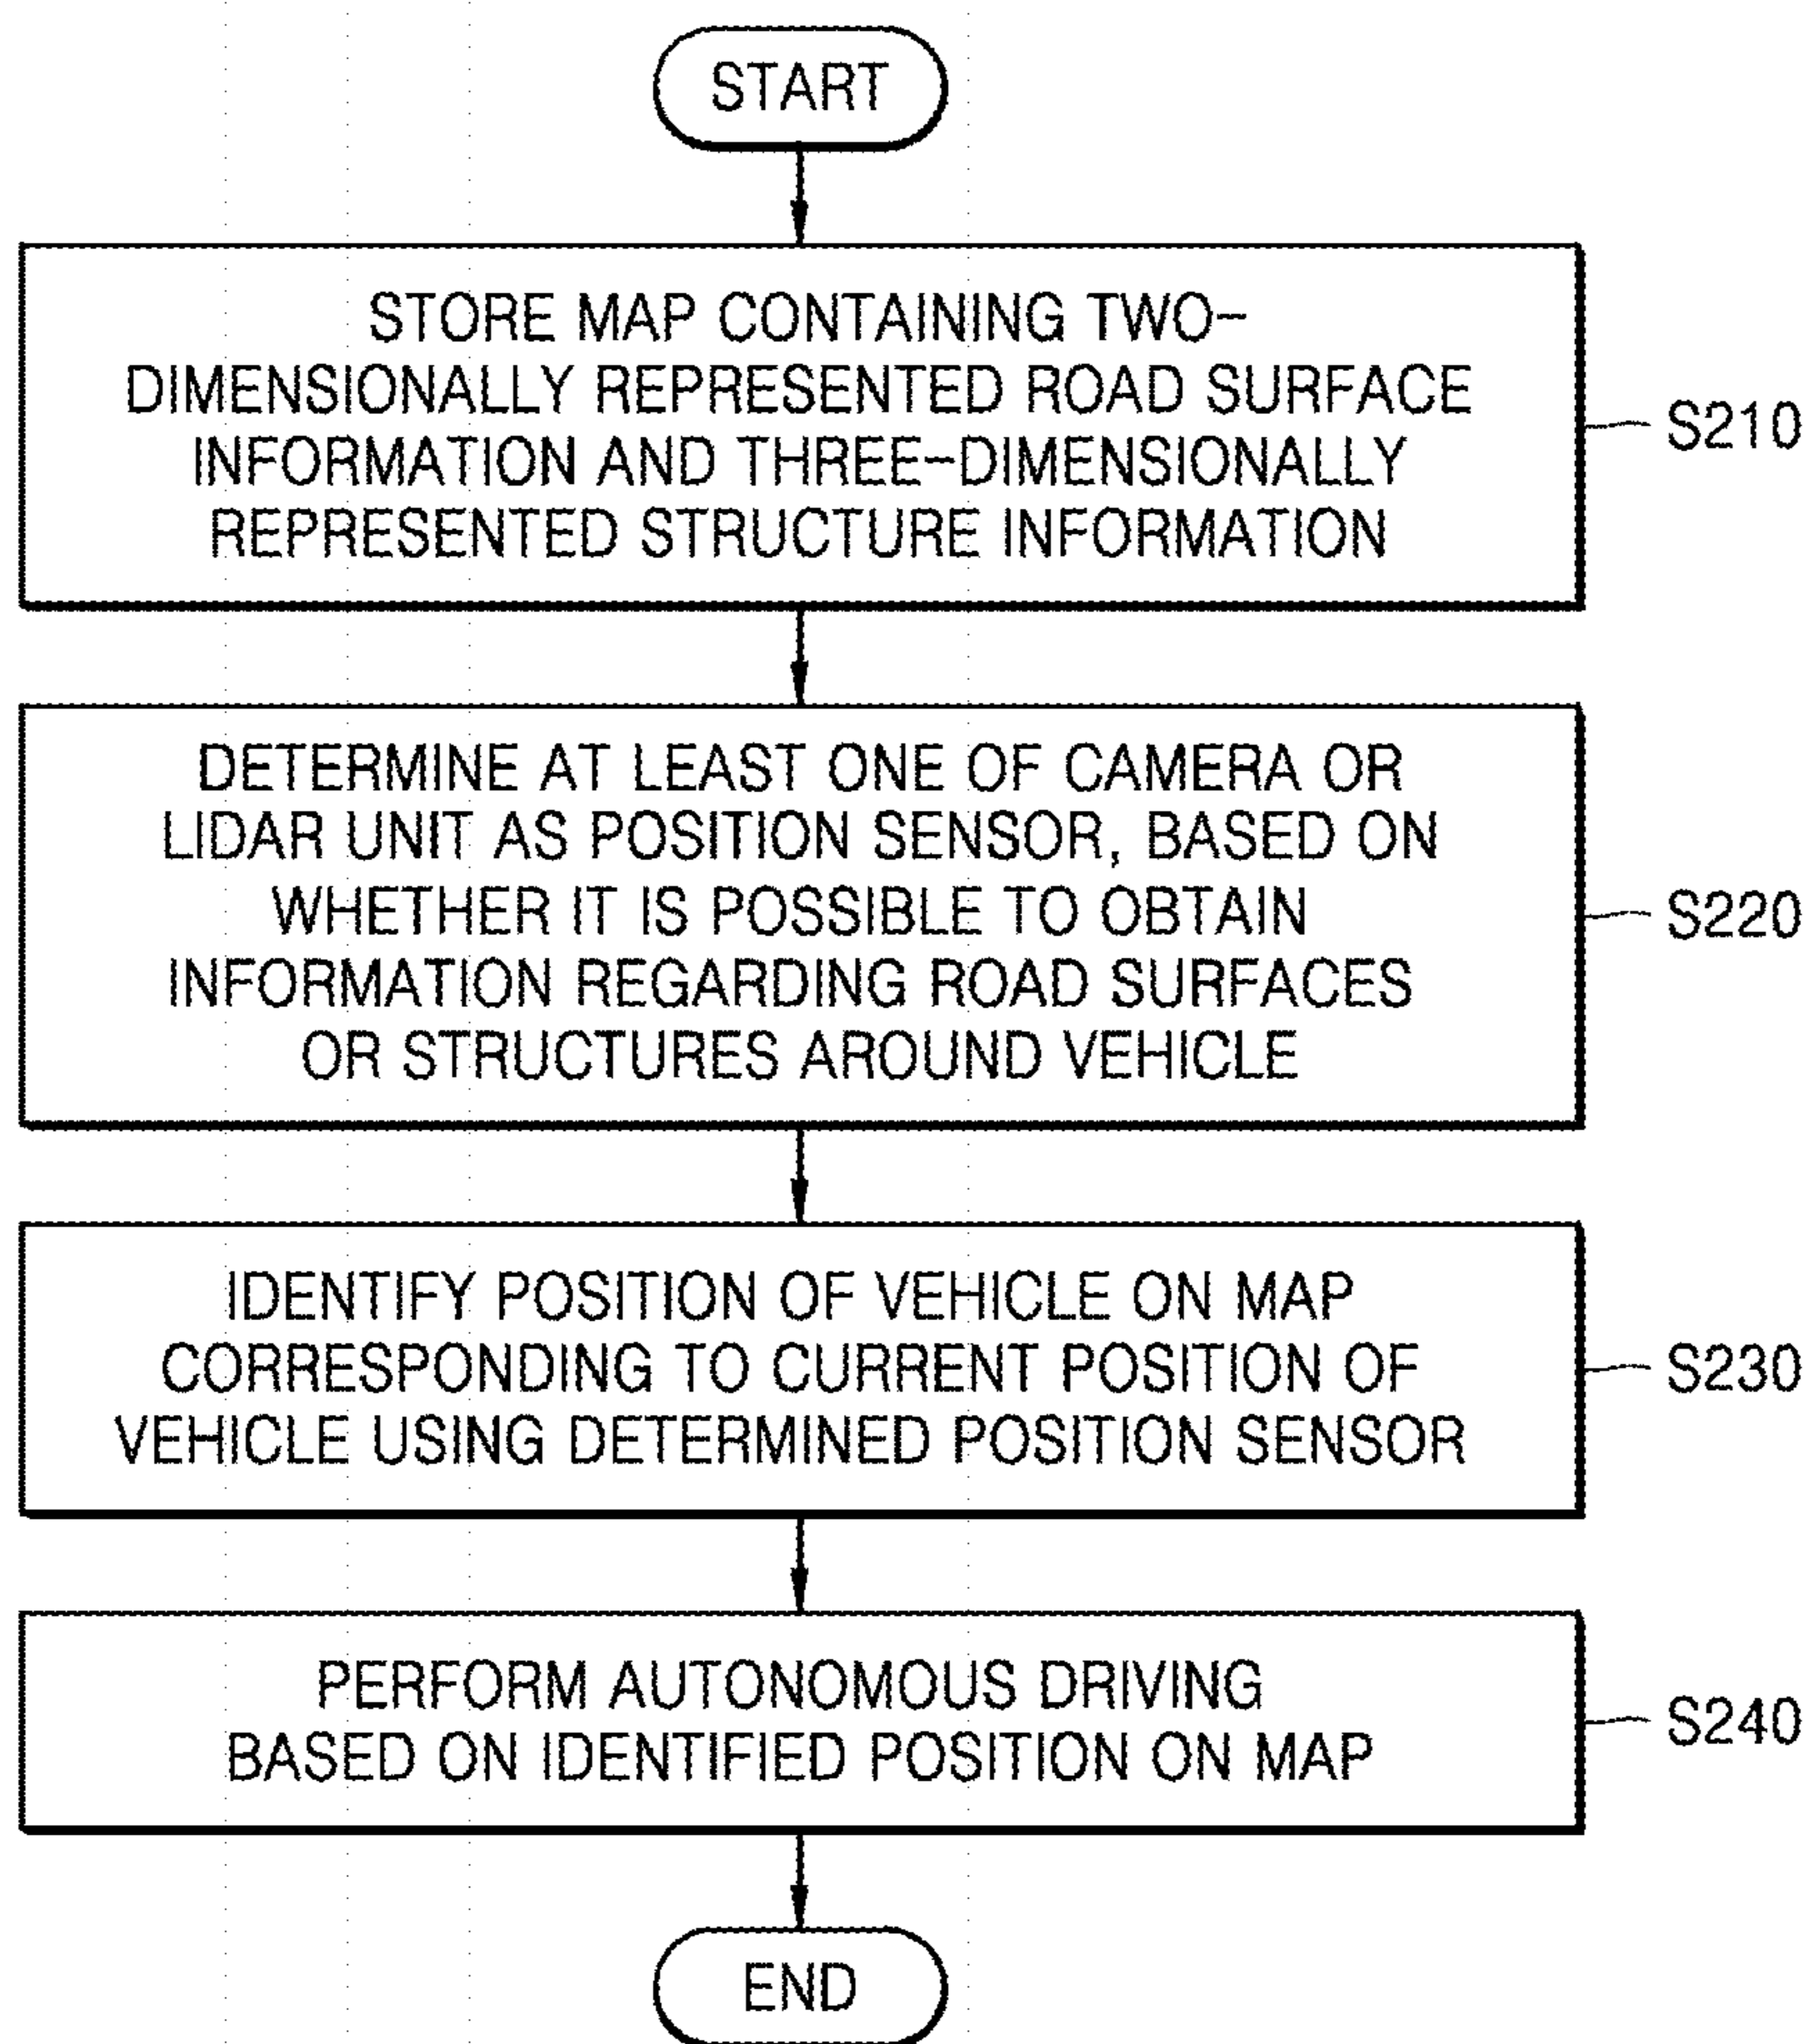 START
STORE MAP CONTAINING TWO-
DIMENSIONALLY REPRESENTED ROAD SURFACE
INFORMATION AND THREE-DIMENSIONALLY
REPRESENTED STRUCTURE INFORMATION
S210
DETERMINE AT LEAST ONE OF CAMERA OR
LIDAR UNIT AS POSITION SENSOR, BASED ON
WHETHER IT IS POSSIBLE TO OBTAIN
INFORMATION REGARDING ROAD SURFACES
OR STRUCTURES AROUND VEHICLE
S220
IDENTIFY POSITION OF VEHICLE ON MAP
CORRESPONDING TO CURRENT POSITION OF
VEHICLE USING DETERMINED POSITION SENSOR
S230
PERFORM AUTONOMOUS DRIVING
BASED ON IDENTIFIED POSITION ON MAP
S240
END